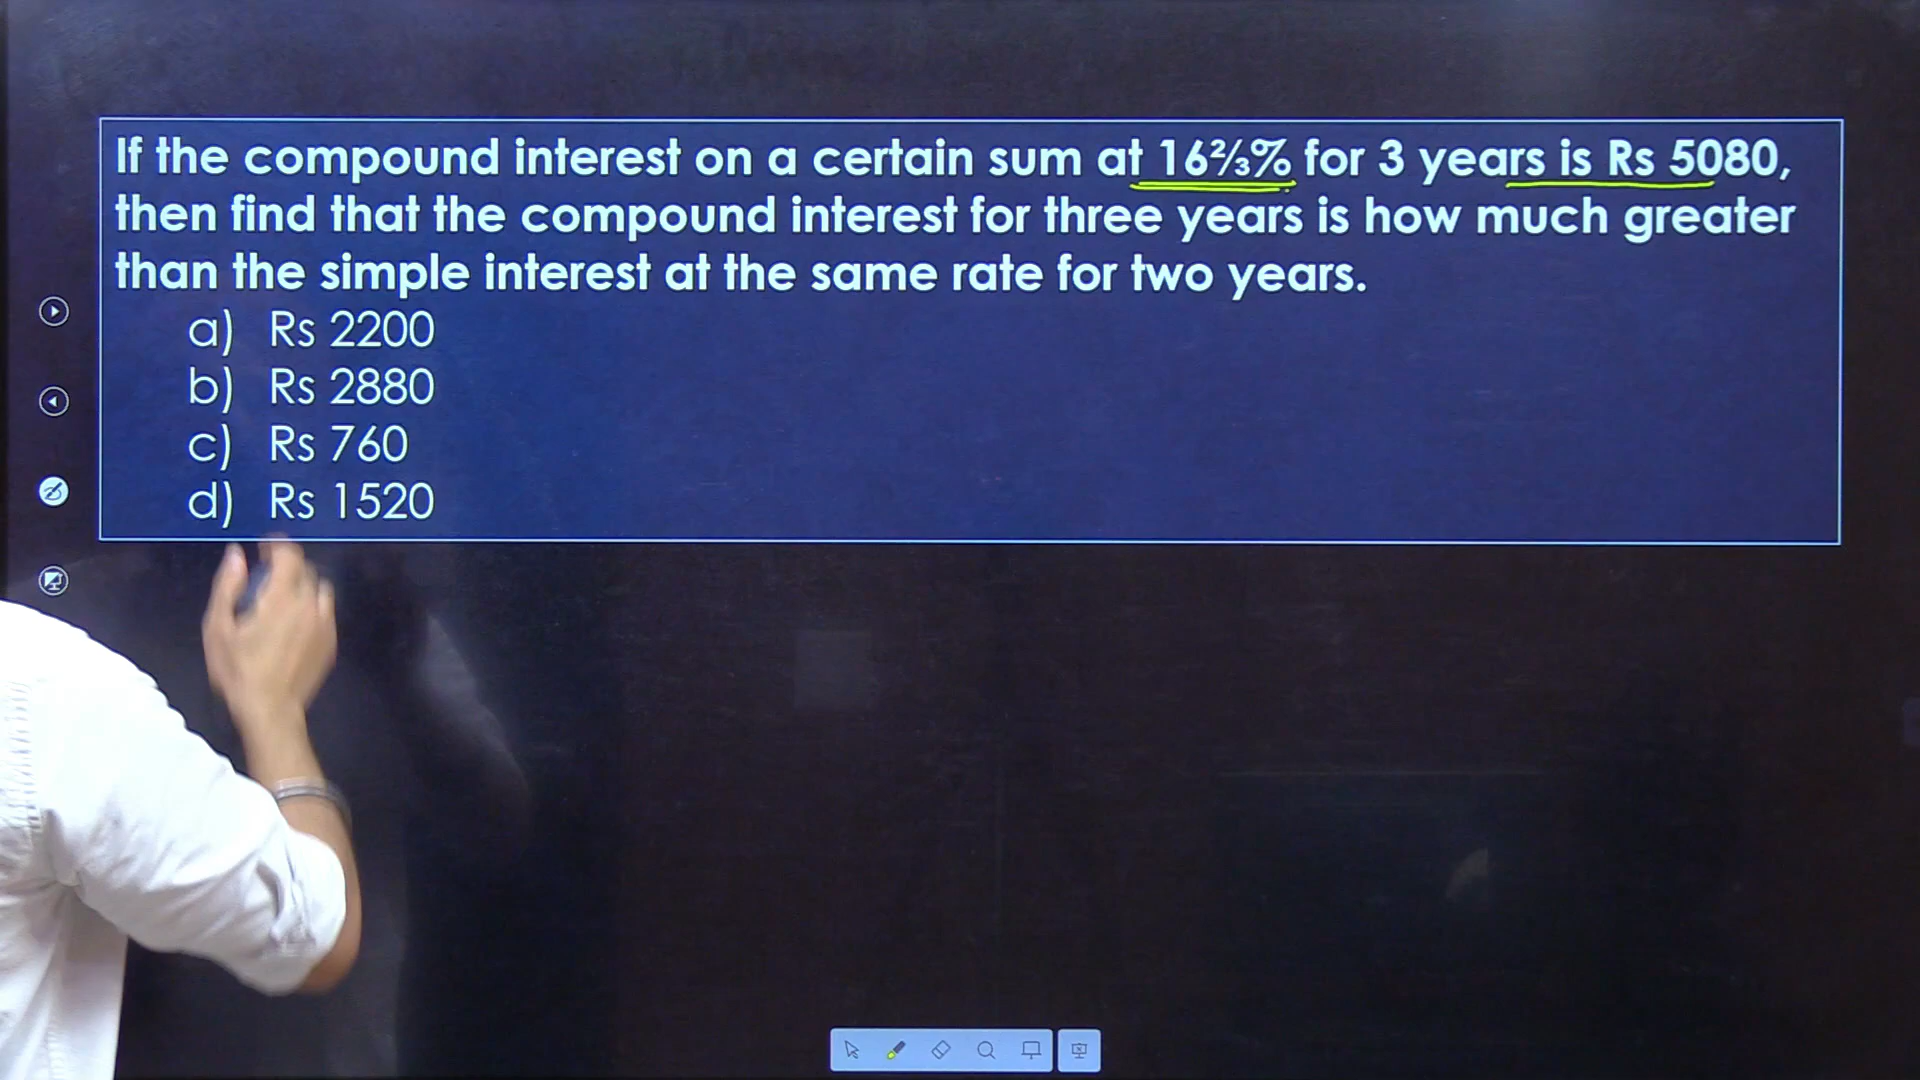 If the compound interest on a certain sum at 16⅔% for 3 years is Rs 5080,
then find that the compound interest for three years is how much greater
than the simple interest at the same rate for two years.
a) Rs 2200
b) Rs 2880
c) Rs 760
d) Rs 1520